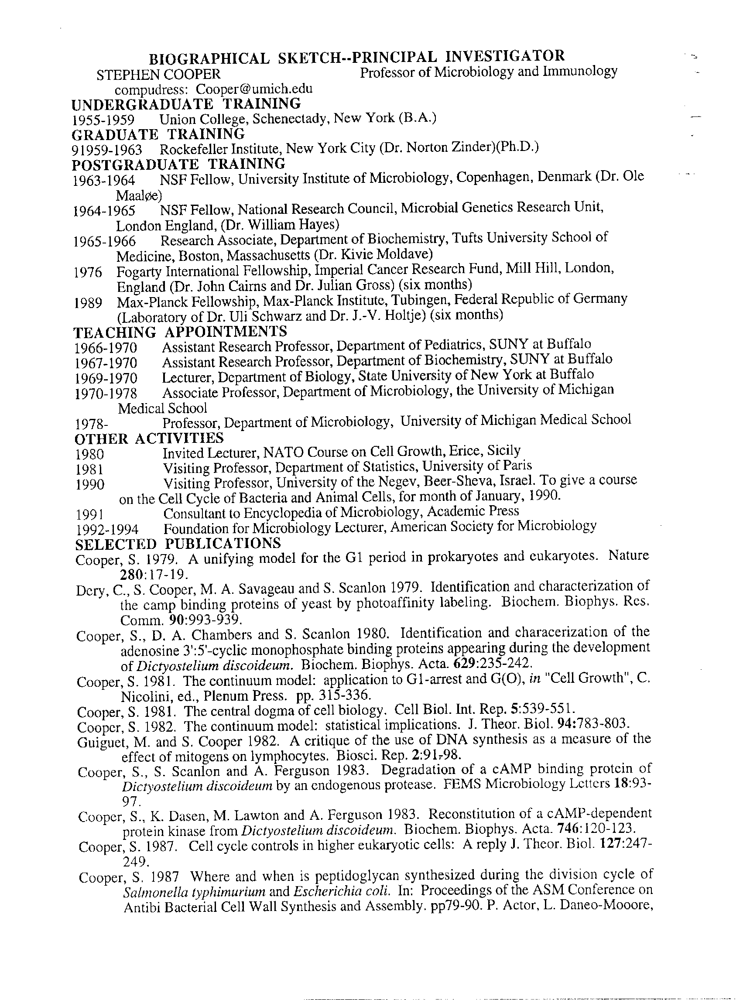 BIOGRAPHICAL SKETCH--PRINCIPAL INVESTIGATOR
STEPHEN COOPER Professor of Microbiology and Immunology
compudress: Cooper@umich.edu
UNDERGRADUATE TRAINING
1955-1959 Union College, Schenectady, New York (B.A.)
GRADUATE TRAINING
91959-1963 Rockefeller Institute, New York City (Dr. Norton Zinder)(Ph.D.)
POSTGRADUATE TRAINING
1963-1964 NSF Fellow, University Institute of Microbiology, Copenhagen, Denmark (Dr. Ole
Maaløe)
1964-1965 NSF Fellow, National Research Council, Microbial Genetics Research Unit,
London England, (Dr. William Hayes)
1965-1966 Research Associate, Department of Biochemistry, Tufts University School of
Medicine, Boston, Massachusetts (Dr. Kivie Moldave)
1976 Fogarty International Fellowship, Imperial Cancer Research Fund, Mill Hill, London,
England (Dr. John Cairns and Dr. Julian Gross) (six months)
1989 Max-Planck Fellowship, Max-Planck Institute, Tubingen, Federal Republic of Germany
(Laboratory of Dr. Uli Schwarz and Dr. J.-V. Holtje) (six months)
TEACHING APPOINTMENTS
1966-1970 Assistant Research Professor, Department of Pediatrics, SUNY at Buffalo
1967-1970 Assistant Research Professor, Department of Biochemistry, SUNY at Buffalo
1969-1970 Lecturer, Department of Biology, State University of New York at Buffalo
1970-1978 Associate Professor, Department of Microbiology, the University of Michigan
Medical School
1978- Professor, Department of Microbiology, University of Michigan Medical School
OTHER ACTIVITIES
1980 Invited Lecturer, NATO Course on Cell Growth, Erice, Sicily
1981 Visiting Professor, Department of Statistics, University of Paris
1990 Visiting Professor, University of the Negev, Beer-Sheva, Israel. To give a course
on the Cell Cycle of Bacteria and Animal Cells, for month of January, 1990.
1991 Consultant to Encyclopedia of Microbiology, Academic Press
1992-1994 Foundation for Microbiology Lecturer, American Society for Microbiology
SELECTED PUBLICATIONS
Cooper, S. 1979. A unifying model for the G1 period in prokaryotes and eukaryotes. Nature
280:17-19.
Dery, C., S. Cooper, M. A. Savageau and S. Scanlon 1979. Identification and characterization of
the camp binding proteins of yeast by photoaffinity labeling. Biochem. Biophys. Res.
Comm. 90:993-939.
Cooper, S., D. A. Chambers and S. Scanlon 1980. Identification and characerization of the
adenosine 3':5'-cyclic monophosphate binding proteins appearing during the development
of Dictyostelium discoideum. Biochem. Biophys. Acta. 629:235-242.
Cooper, S. 1981. The continuum model: application to G1-arrest and G(O), in "Cell Growth", C.
Nicolini, ed., Plenum Press. pp. 315-336.
Cooper, S. 1981. The central dogma of cell biology. Cell Biol. Int. Rep. 5:539-551.
Cooper, S. 1982. The continuum model: statistical implications. J. Theor. Biol. 94:783-803.
Guiguet, M. and S. Cooper 1982. A critique of the use of DNA synthesis as a measure of the
effect of mitogens on lymphocytes. Biosci. Rep. 2:91-98.
Cooper, S., S. Scanlon and A. Ferguson 1983. Degradation of a cAMP binding protein of
Dictyostelium discoideum by an endogenous protease. FEMS Microbiology Letters 18:93-
97.
Cooper, S., K. Dasen, M. Lawton and A. Ferguson 1983. Reconstitution of a cAMP-dependent
protein kinase from Dictyostelium discoideum. Biochem. Biophys. Acta. 746:120-123.
Cooper, S. 1987. Cell cycle controls in higher eukaryotic cells: A reply J. Theor. Biol. 127:247-
249.
Cooper, S. 1987 Where and when is peptidoglycan synthesized during the division cycle of
Salmonella typhimurium and Escherichia coli. In: Proceedings of the ASM Conference on
Antibi Bacterial Cell Wall Synthesis and Assembly. pp79-90. P. Actor, L. Daneo-Mooore,